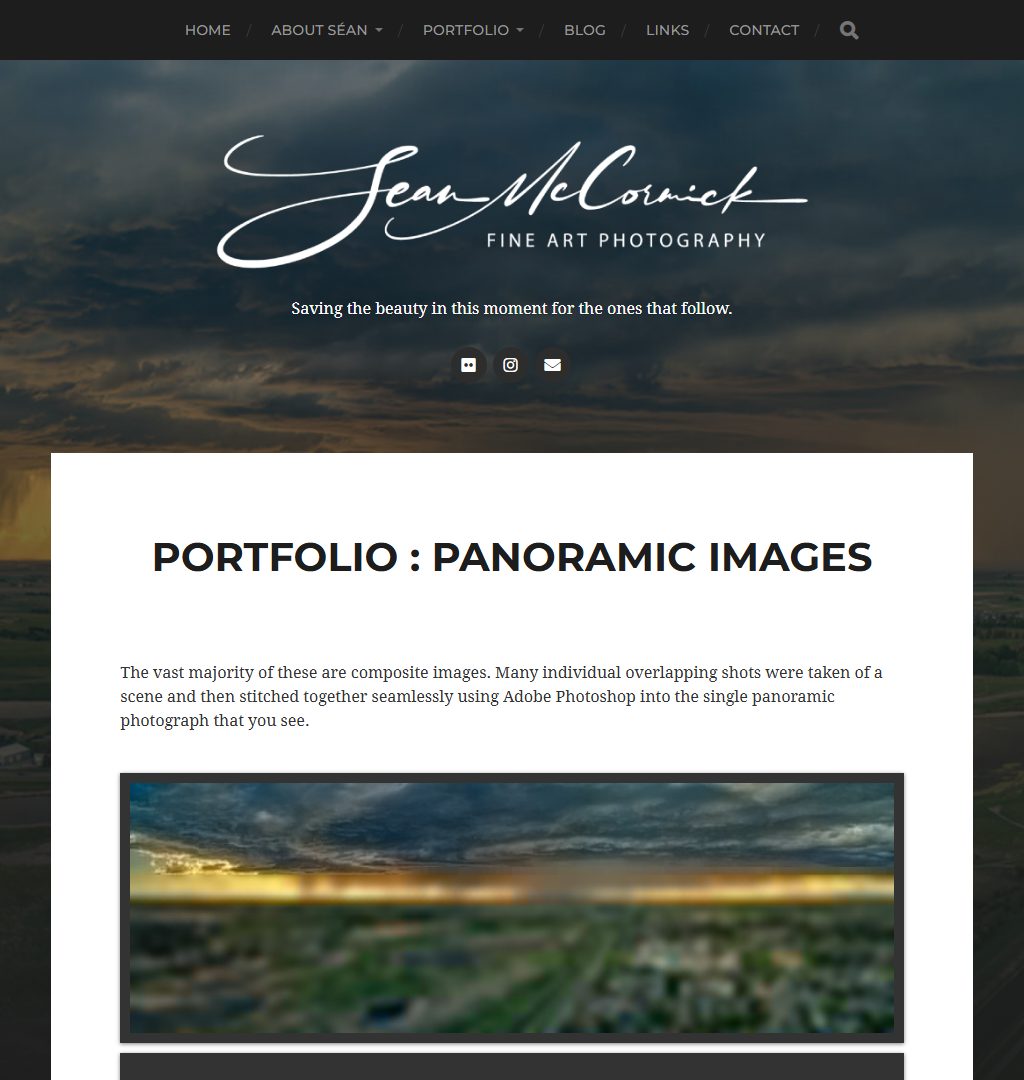 HOME / ABOUT SÉAN / PORTFOLIO / BLOG / LINKS / CONTACT /
Sean McCormick
FINE ART PHOTOGRAPHY
Saving the beauty in this moment for the ones that follow.
PORTFOLIO : PANORAMIC IMAGES
The vast majority of these are composite images. Many individual overlapping shots were taken of a
scene and then stitched together seamlessly using Adobe Photoshop into the single panoramic
photograph that you see.